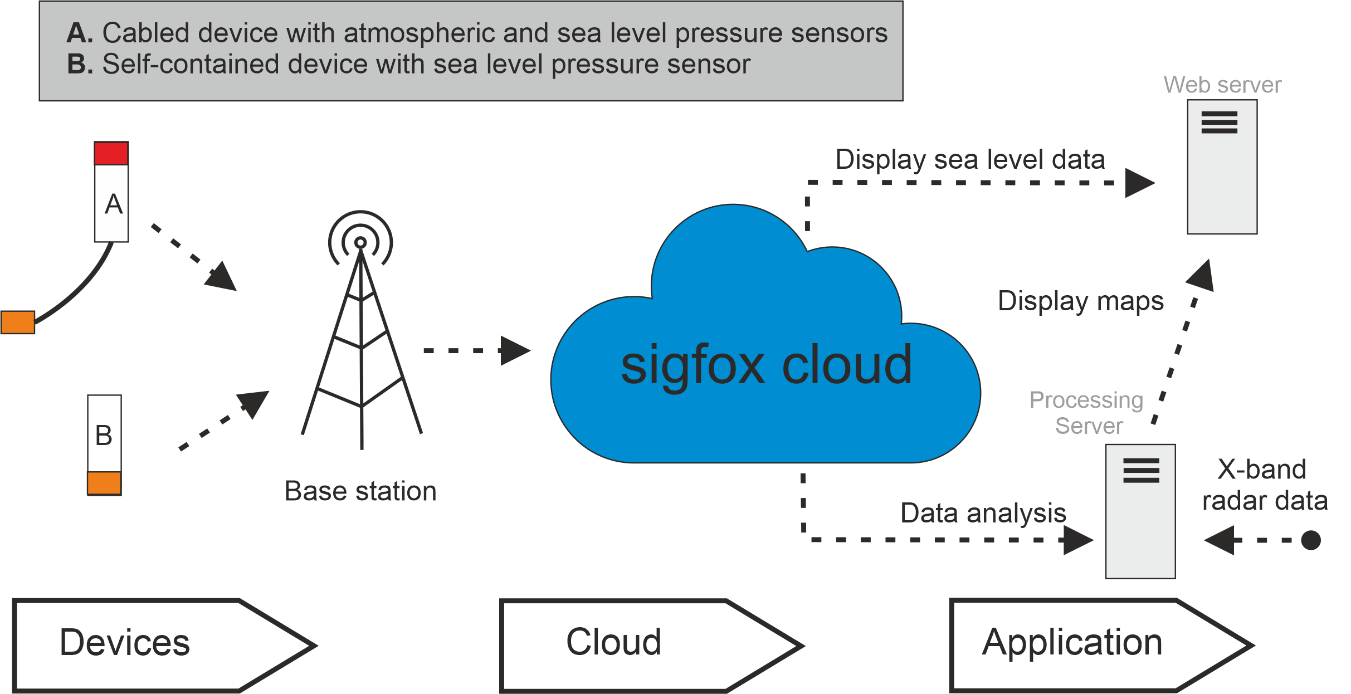 A. Cabled device with atmospheric and sea level pressure sensors
B. Self-contained device with sea level pressure sensor
Web server
Display sea level data
A
Display maps
sigfox cloud
Processing
Server
B
X-band
radar data
Base station
Data analysis
Devices
Cloud
Application